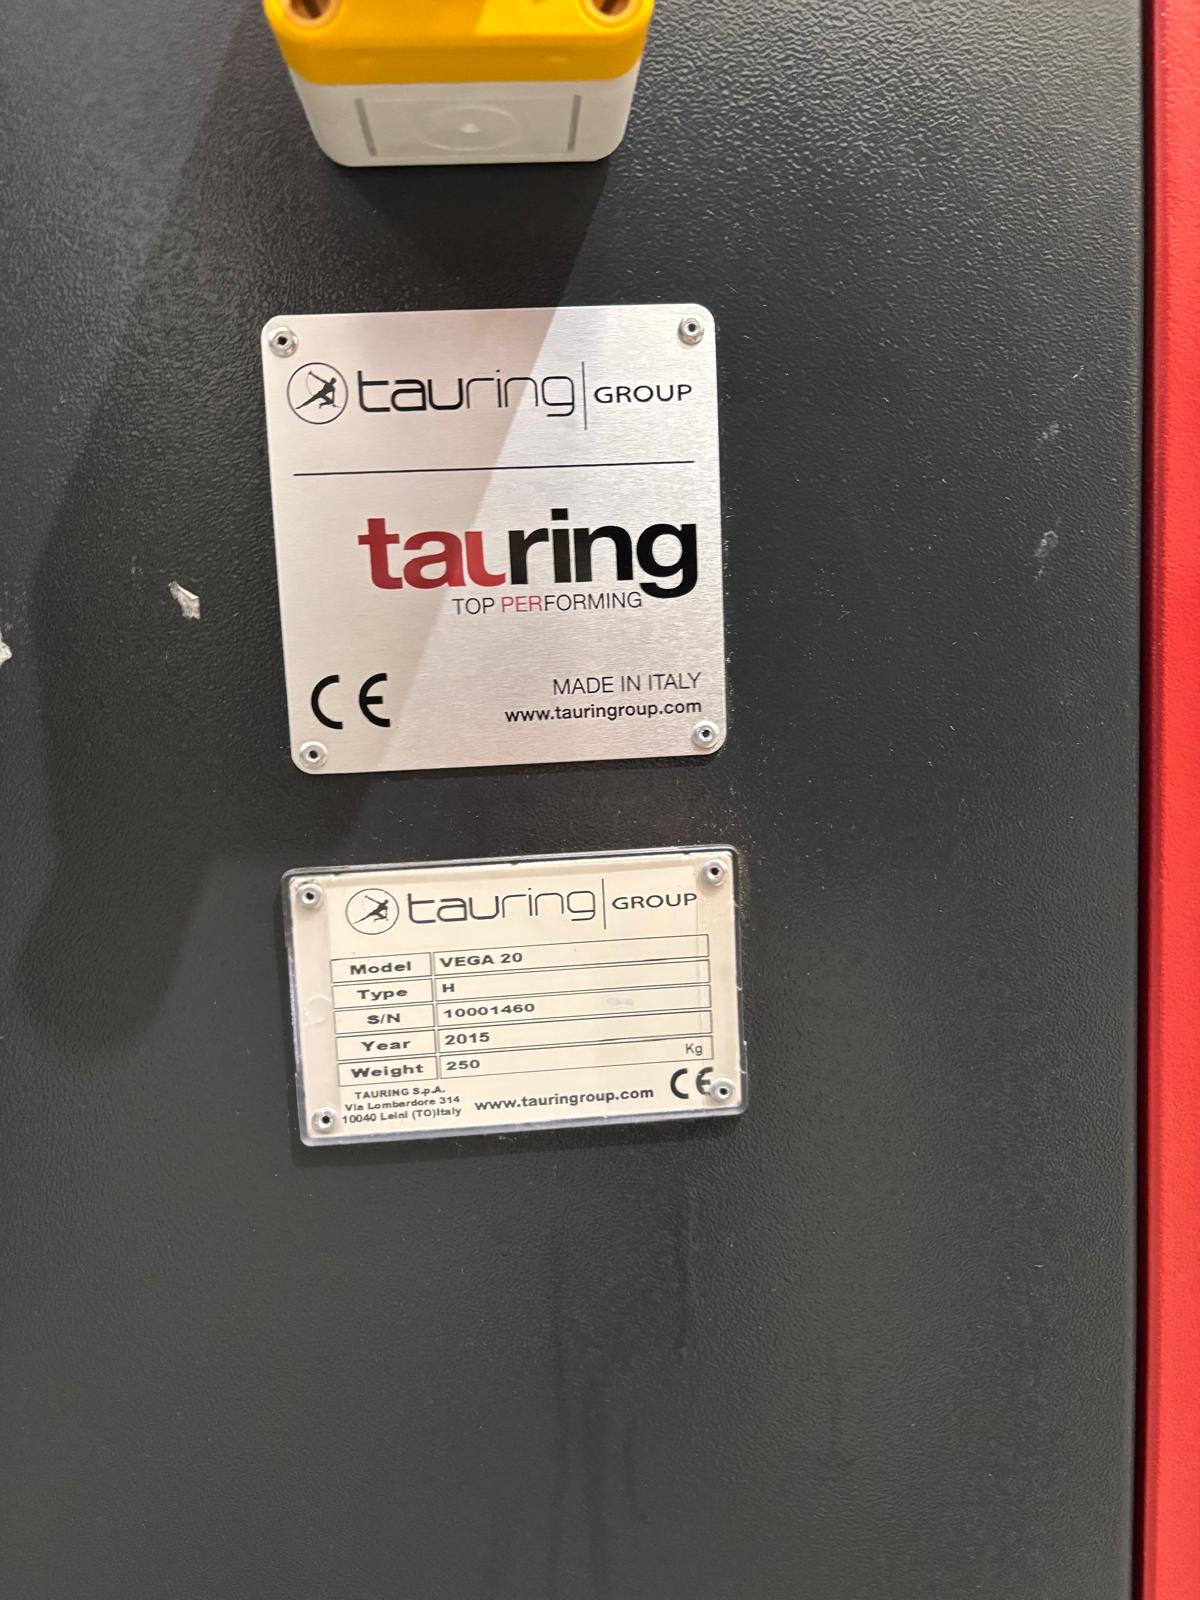 tauring GROUP
tauring
TOP PERFORMING
CE MADE IN ITALY
www.tauringroup.com
tauring GROUP
Model VEGA 20
Type H
S/N 10001460
Year 2015
Weight 250 Kg
TAURING S.p.A.
Via Lombardore 314
10040 Leini (TO)Italy
www.tauringroup.com
CE